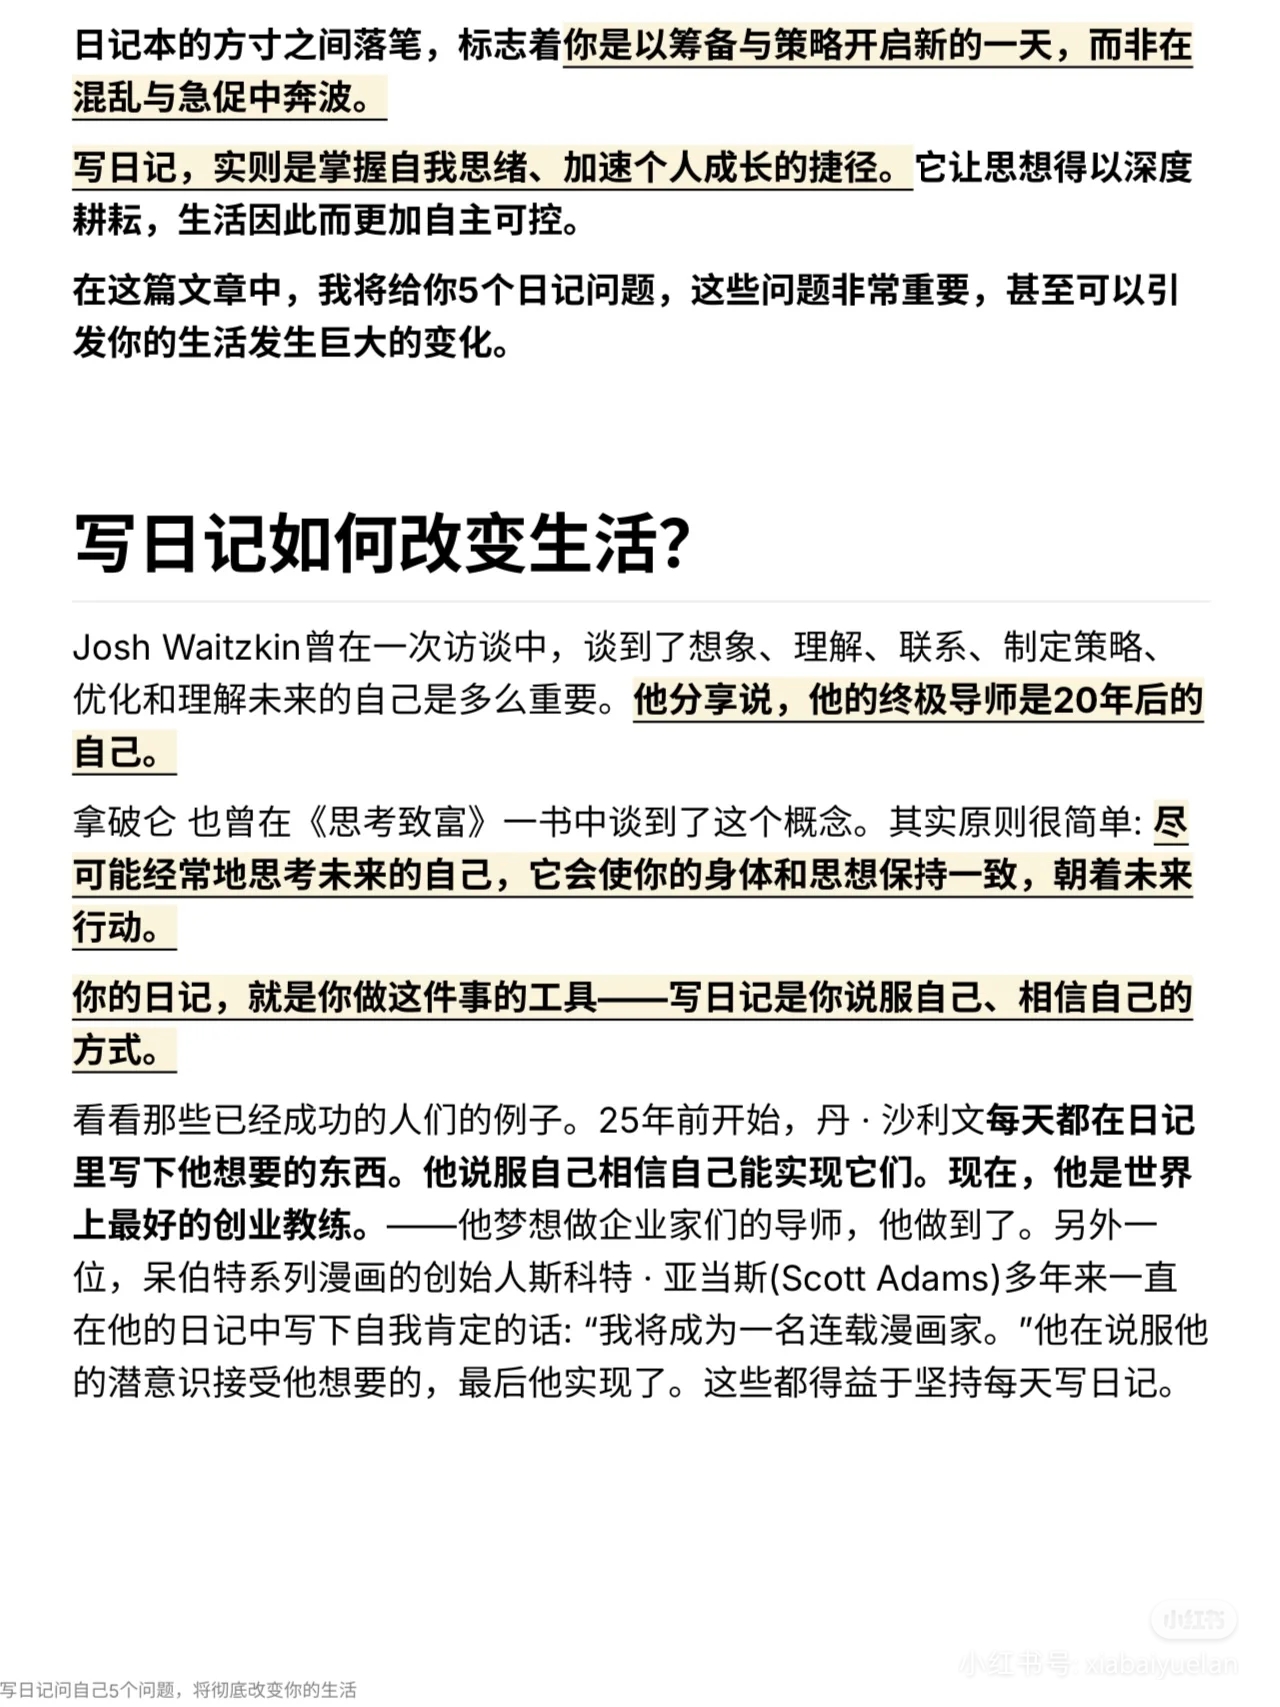 日记本的方寸之间落笔，标志着你是以筹备与策略开启新的一天，而非在
混乱与急促中奔波。
写日记，实则是掌握自我思绪、加速个人成长的捷径。它让思想得以深度
耕耘，生活因此而更加自主可控。
在这篇文章中，我将给你5个日记问题，这些问题非常重要，甚至可以引
发你的生活发生巨大的变化。
写日记如何改变生活？
Josh Waitzkin曾在一次访谈中，谈到了想象、理解、联系、制定策略、
优化和理解未来的自己是多么重要。他分享说，他的终极导师是20年后的
自己。
拿破仑 也曾在《思考致富》一书中谈到了这个概念。其实原则很简单: 尽
可能经常地思考未来的自己，它会使你的身体和思想保持一致，朝着未来
行动。
你的日记，就是你做这件事的工具——写日记是你说服自己、相信自己的
方式。
看看那些已经成功的人们的例子。25年前开始，丹 · 沙利文每天都在日记
里写下他想要的东西。他说服自己相信自己能实现它们。现在，他是世界
上最好的创业教练。——他梦想做企业家们的导师，他做到了。另外一
位，呆伯特系列漫画的创始人斯科特 · 亚当斯(Scott Adams)多年来一直
在他的日记中写下自我肯定的话: “我将成为一名连载漫画家。”他在说服他
的潜意识接受他想要的，最后他实现了。这些都得益于坚持每天写日记。
小红书
小红书号: xiabaiyuelan
写日记问自己5个问题，将彻底改变你的生活